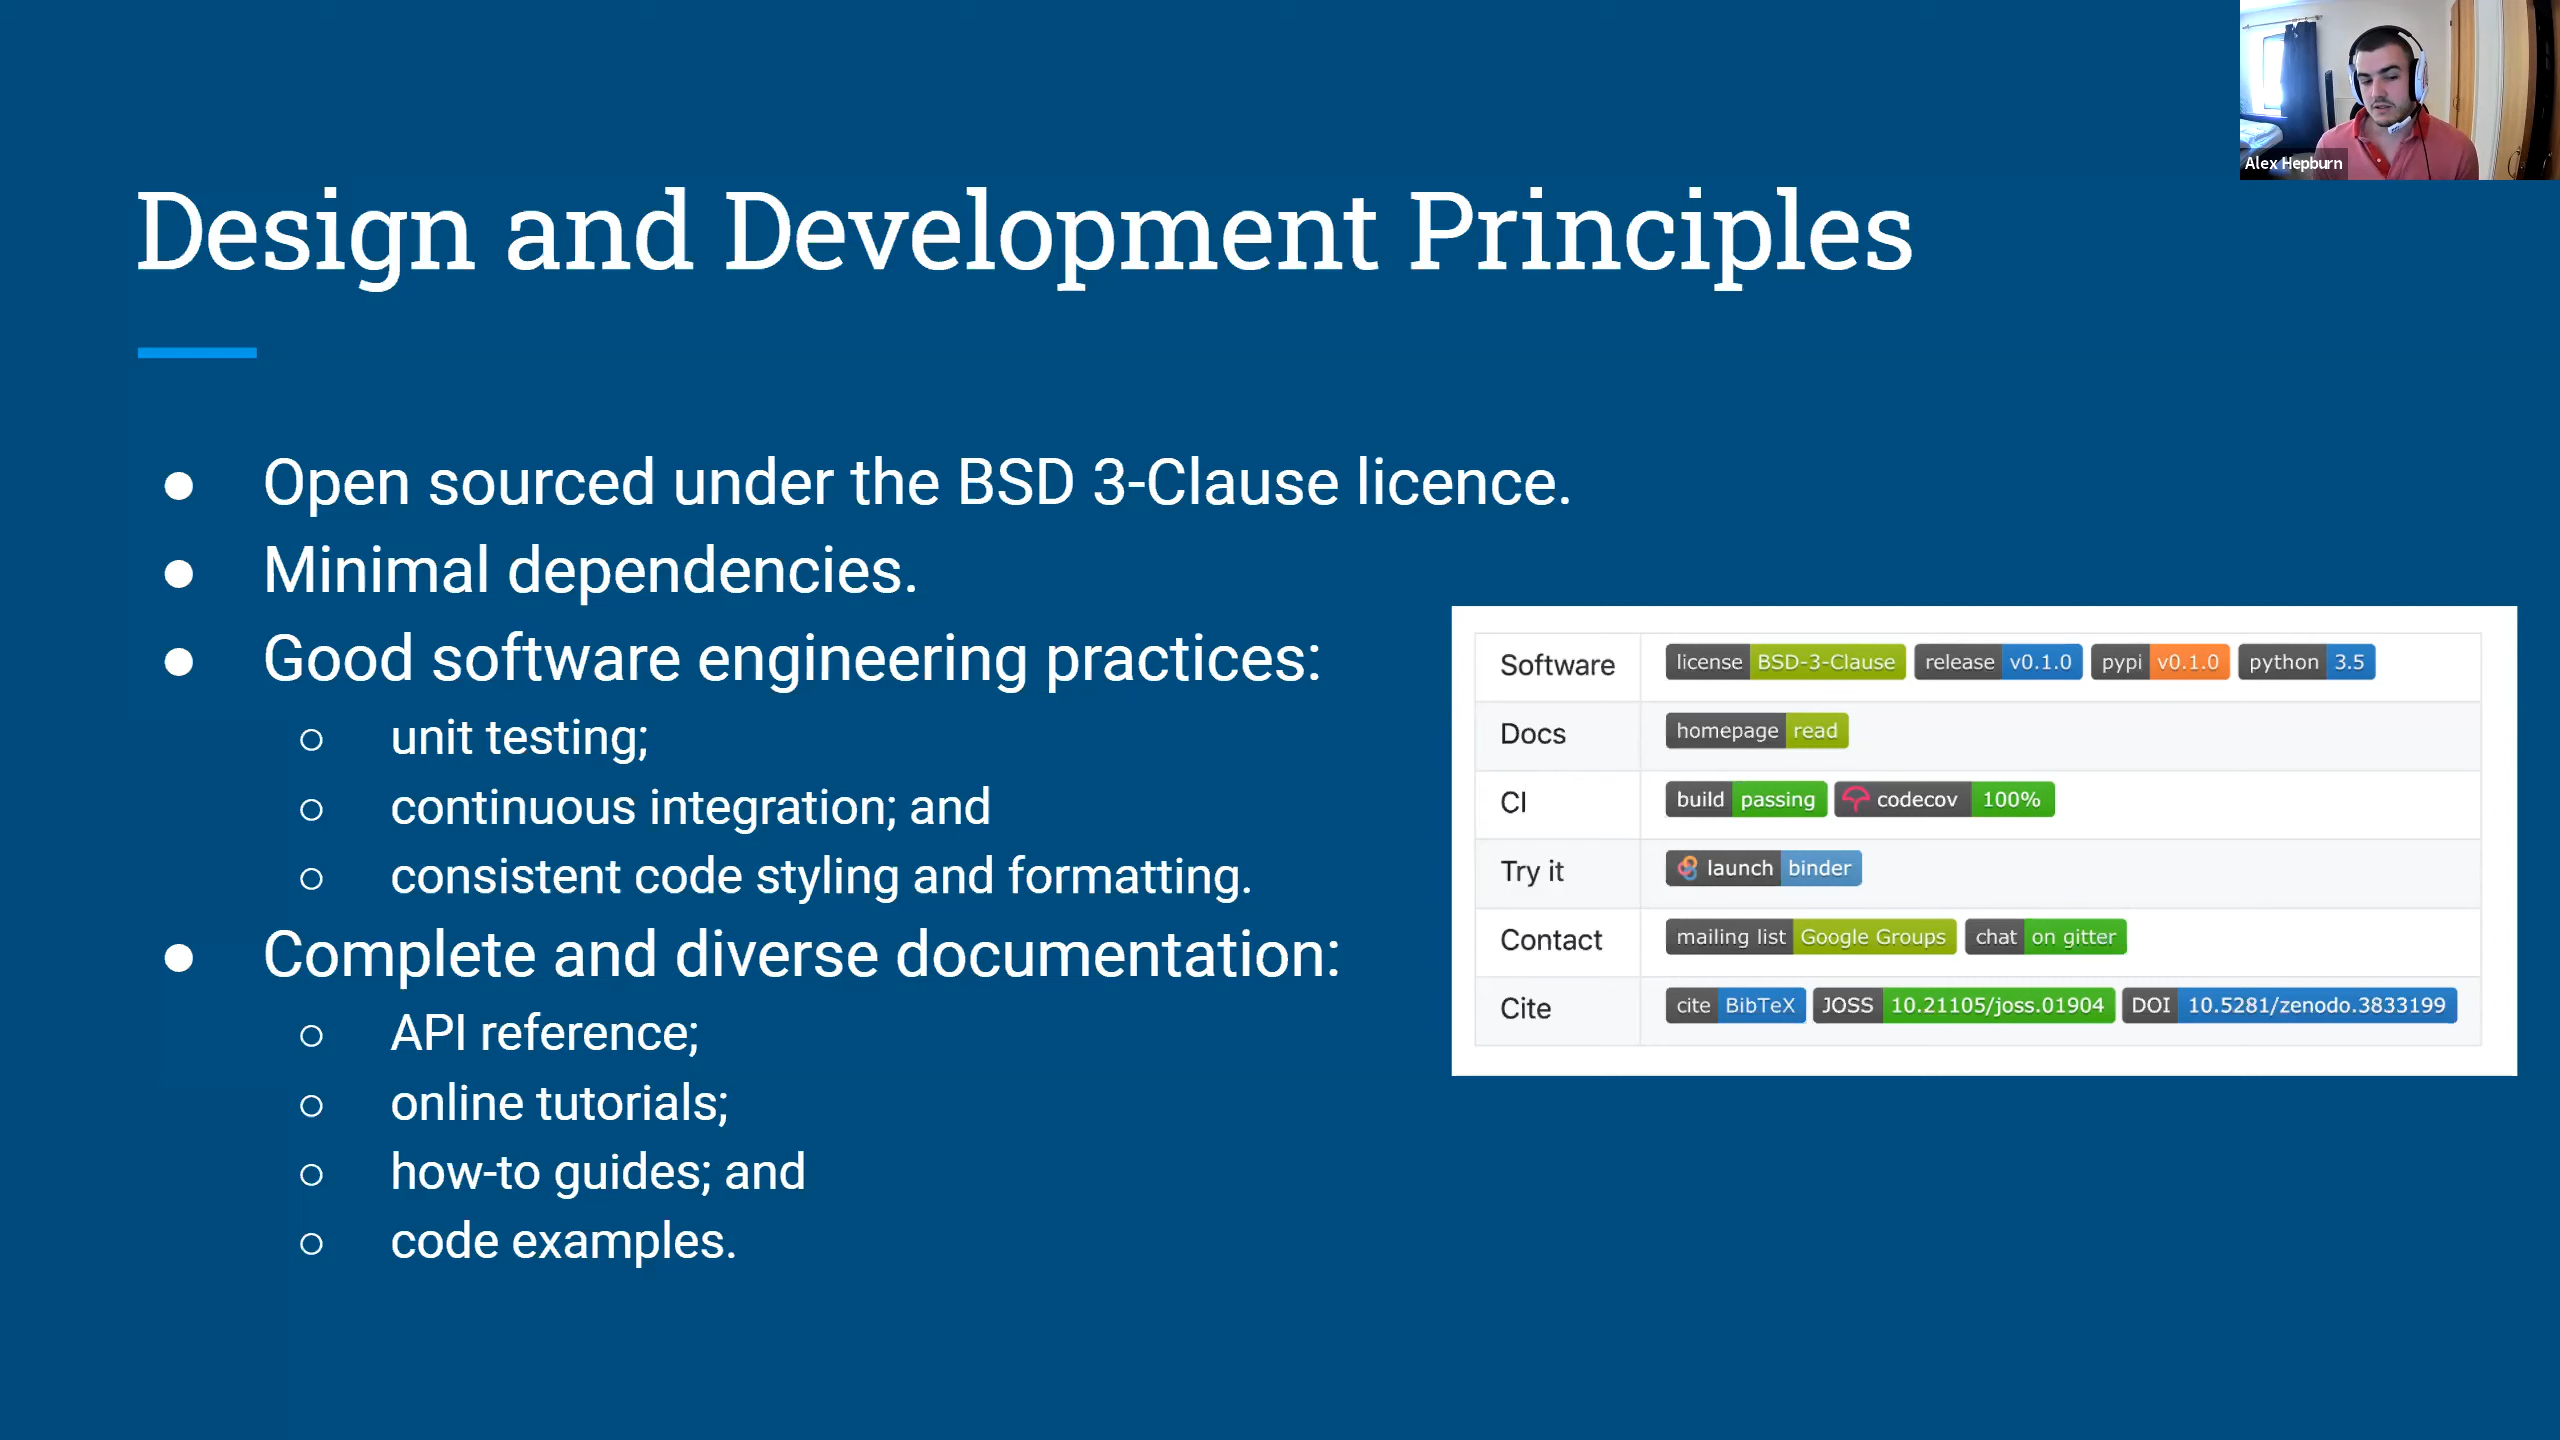 Alex Hepburn
Design and Development Principles
● Open sourced under the BSD 3-Clause licence.
● Minimal dependencies.
● Good software engineering practices:
○ unit testing;
○ continuous integration; and
○ consistent code styling and formatting.
● Complete and diverse documentation:
○ API reference;
○ online tutorials;
○ how-to guides; and
○ code examples.
Software license BSD-3-Clause release v0.1.0 pypi v0.1.0 python 3.5
Docs homepage read
CI build passing codecov 100%
Try it launch binder
Contact mailing list Google Groups chat on gitter
Cite cite BibTeX JOSS 10.21105/joss.01904 DOI 10.5281/zenodo.3833199